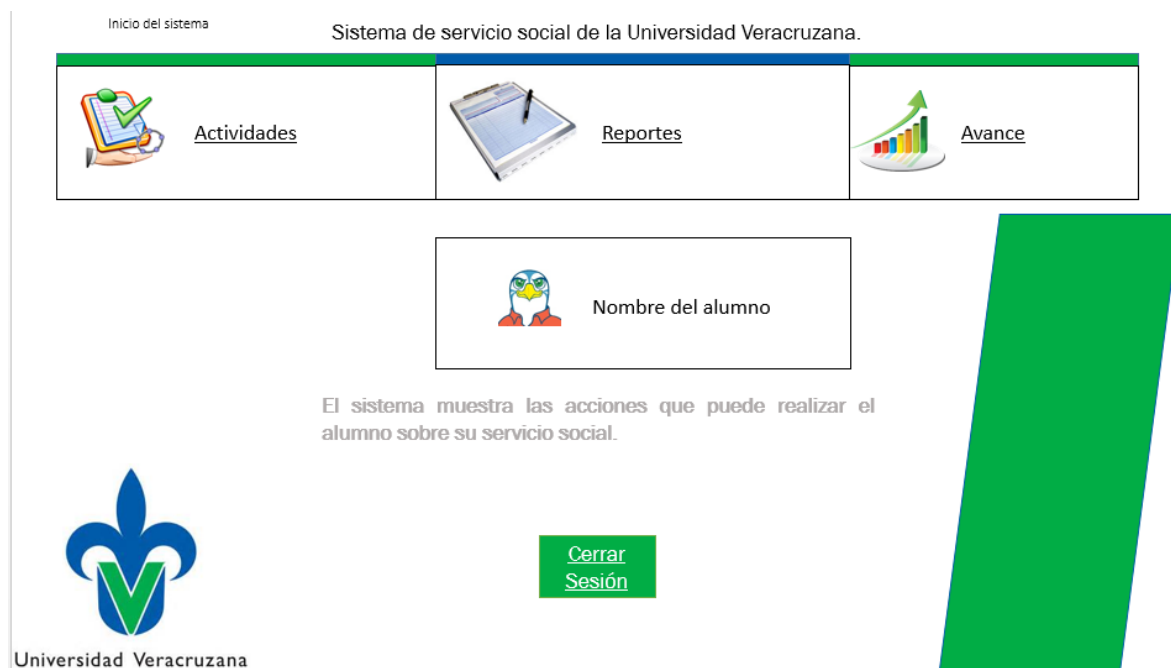 Inicio del sistema
Sistema de servicio social de la Universidad Veracruzana.
Actividades
Reportes
Avance
Nombre del alumno
El sistema muestra las acciones que puede realizar el
alumno sobre su servicio social.
Cerrar
Sesión
Universidad Veracruzana